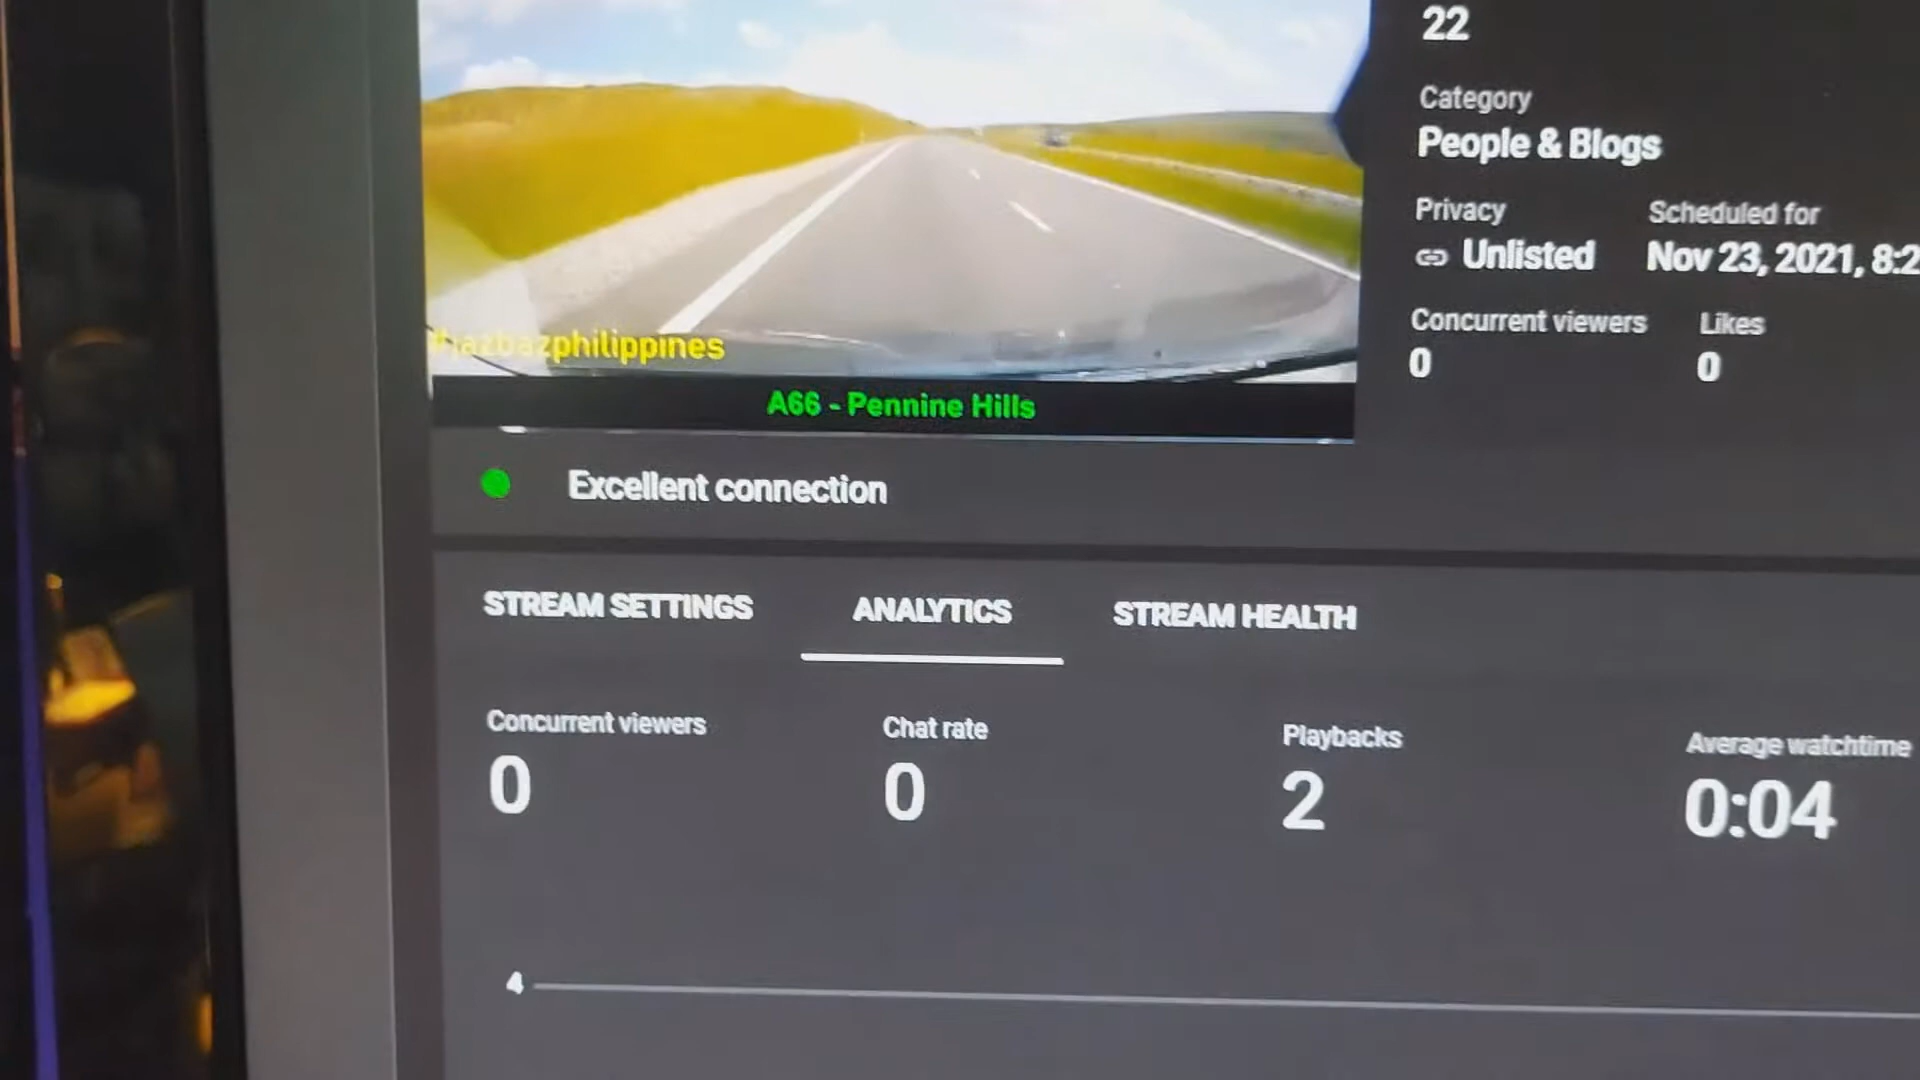 22
Category
People & Blogs
Privacy
Scheduled for
Unlisted
Nov 23, 2021, 8:2
Concurrent viewers
Likes
0
0
#jazbazphilippines
A66 - Pennine Hills
Excellent connection
STREAM SETTINGS
ANALYTICS
STREAM HEALTH
Concurrent viewers
Chat rate
Playbacks
Average watchtime
0
0
2
0:04
4